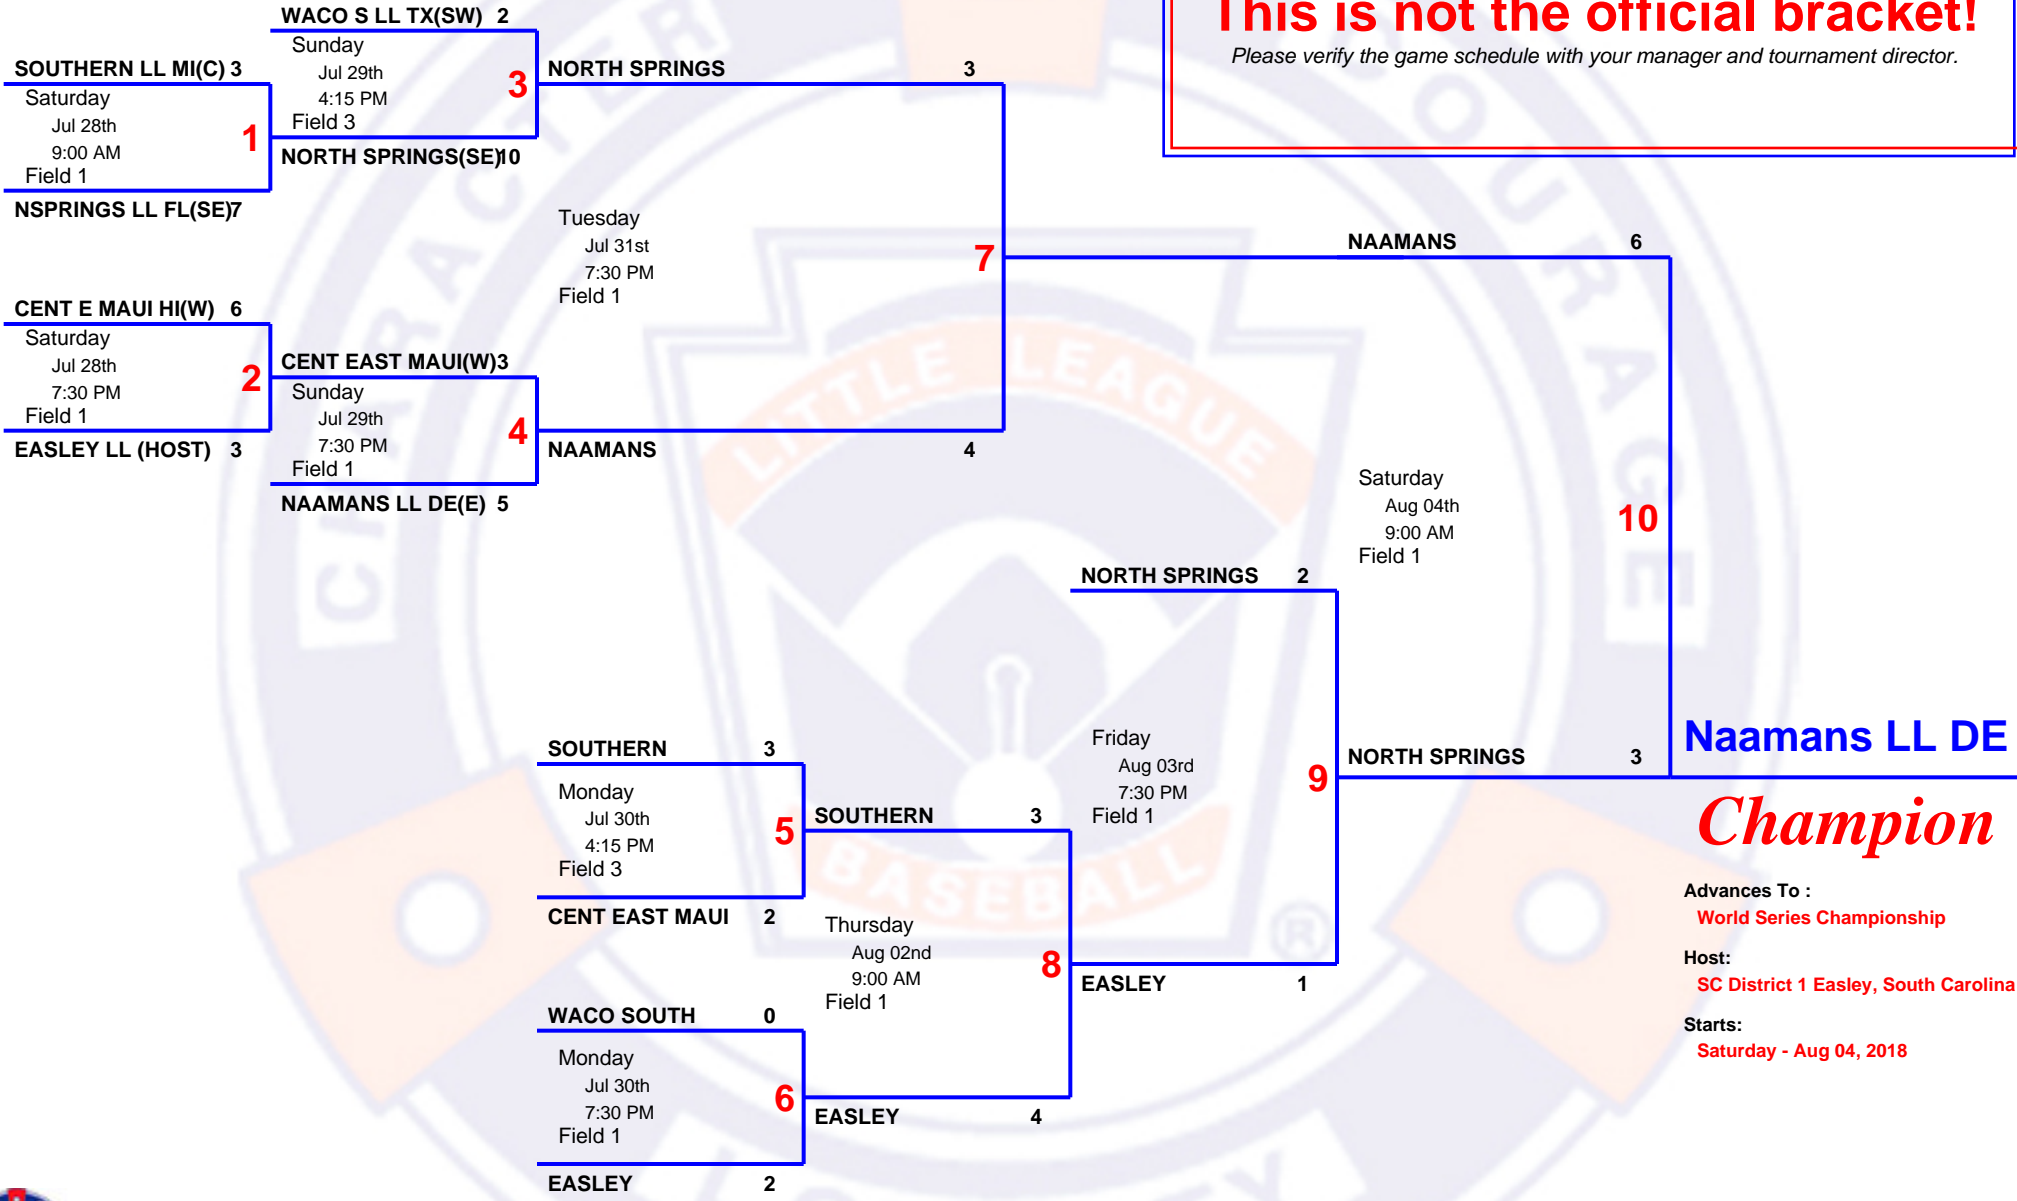 This is not the official bracket!
Please verify the game schedule with your manager and tournament director.
WACO S LL TX(SW) 2
Sunday
Jul 29th
4:15 PM
Field 3
3
NORTH SPRINGS(SE)10
SOUTHERN LL MI(C) 3
Saturday
Jul 28th
9:00 AM
Field 1
1
NSPRINGS LL FL(SE)7
NORTH SPRINGS 3
Tuesday
Jul 31st
7:30 PM
Field 1
7
NAAMANS 4
CENT E MAUI HI(W) 6
Saturday
Jul 28th
7:30 PM
Field 1
2
EASLEY LL (HOST) 3
CENT EAST MAUI(W)3
Sunday
Jul 29th
7:30 PM
Field 1
4
NAAMANS LL DE(E) 5
NAAMANS 6
Saturday
Aug 04th
9:00 AM
Field 1
10
NORTH SPRINGS 3
NORTH SPRINGS 2
Friday
Aug 03rd
7:30 PM
Field 1
9
EASLEY 1
SOUTHERN 3
Monday
Jul 30th
4:15 PM
Field 3
5
CENT EAST MAUI 2
SOUTHERN 3
Thursday
Aug 02nd
9:00 AM
Field 1
8
EASLEY 4
WACO SOUTH 0
Monday
Jul 30th
7:30 PM
Field 1
6
EASLEY 2
Naamans LL DE
Champion
Advances To :
World Series Championship
Host:
SC District 1 Easley, South Carolina
Starts:
Saturday - Aug 04, 2018
CHARACTER
COURAGE
LITTLE LEAGUE
BASEBALL
®